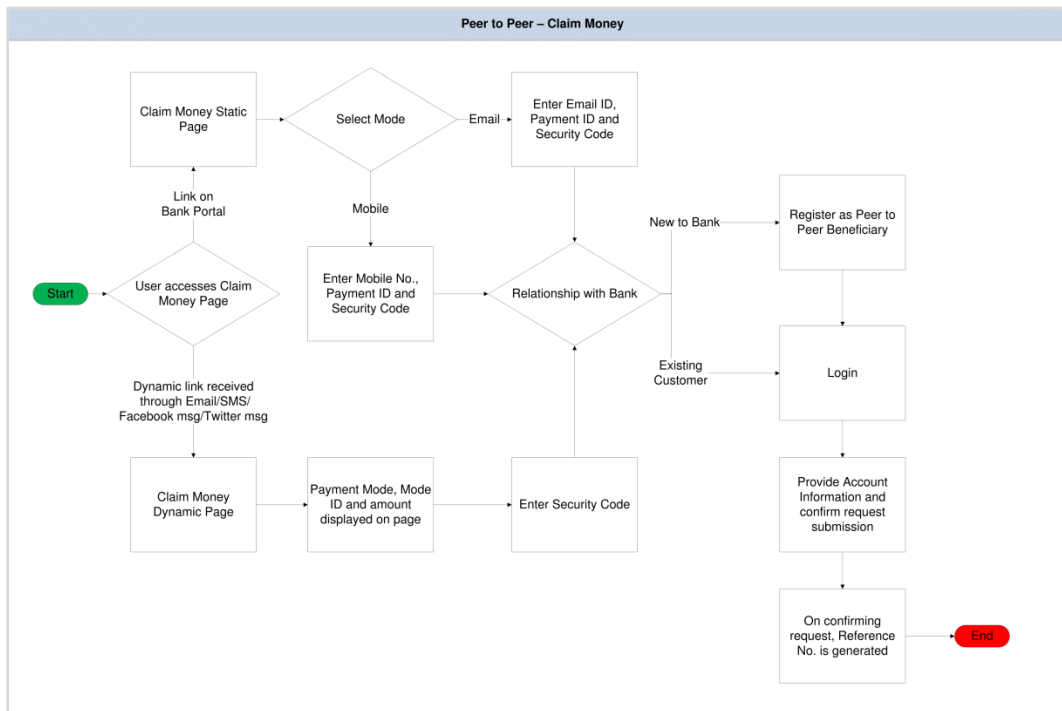 Peer to Peer – Claim Money
Claim Money Static
Page
Select Mode
Email
Enter Email ID,
Payment ID and
Security Code
Link on
Bank Portal
Mobile
New to Bank
Register as Peer to
Peer Beneficiary
Start
User accesses Claim
Money Page
Enter Mobile No.,
Payment ID and
Security Code
Relationship with Bank
Existing
Customer
Login
Dynamic link received
through Email/SMS/
Facebook msg/Twitter msg
Claim Money
Dynamic Page
Payment Mode, Mode
ID and amount
displayed on page
Enter Security Code
Provide Account
Information and
confirm request
submission
On confirming
request, Reference
No. is generated
End